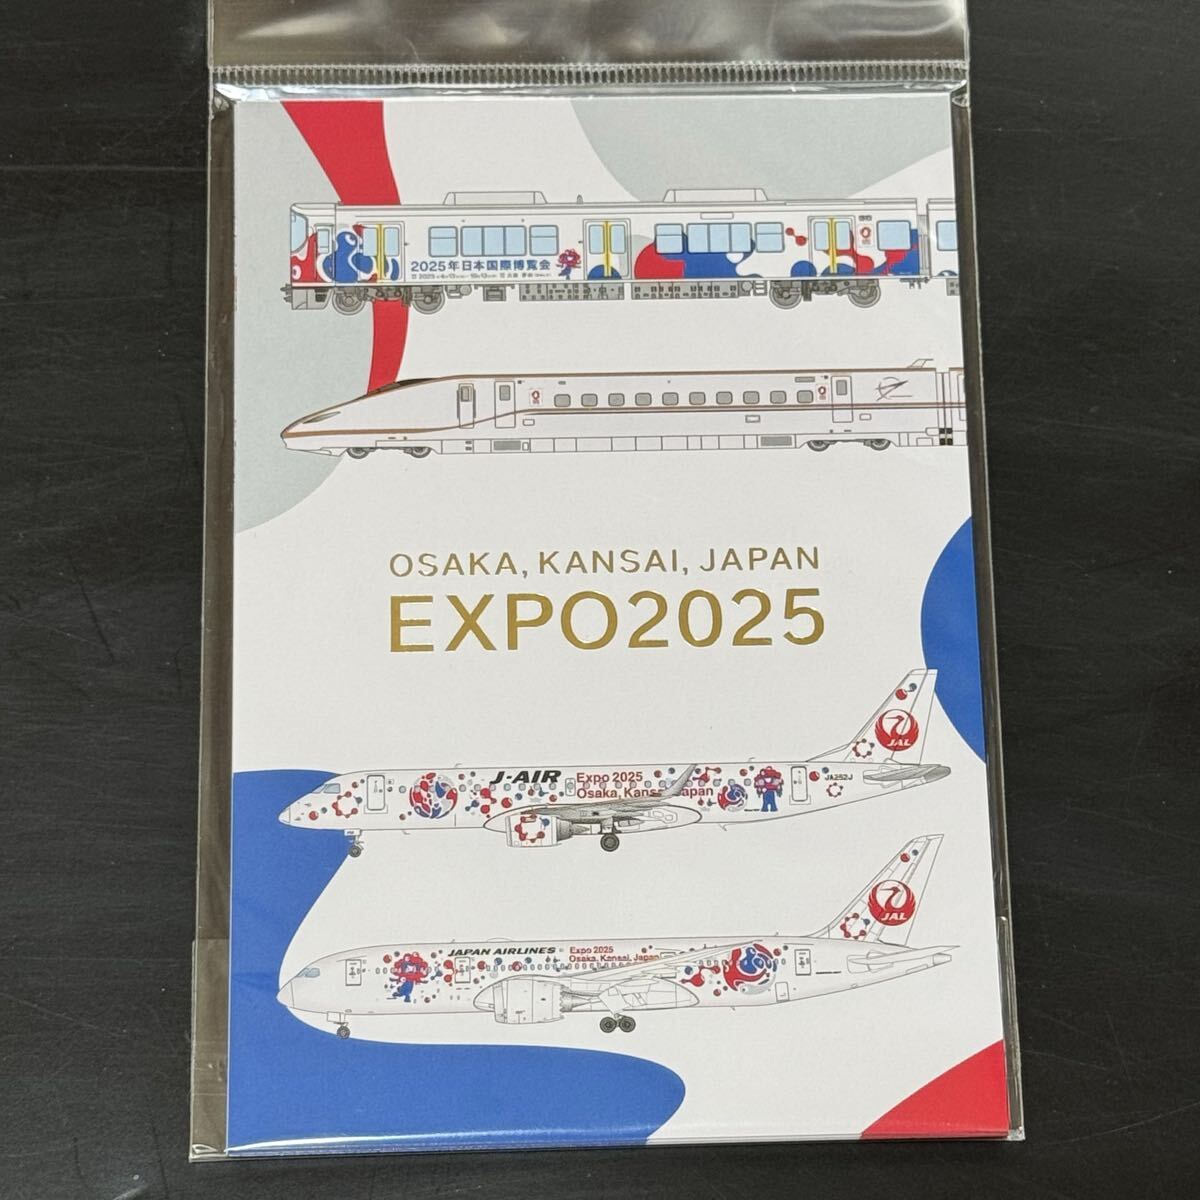 2025年日本国際博覧会
OSAKA, KANSAI, JAPAN
EXPO2025
JAL
J-AIR
Expo 2025
Osaka, Kansai, Japan
JA252J
JAL
JAPAN AIRLINES
Expo 2025
Osaka, Kansai, Japan